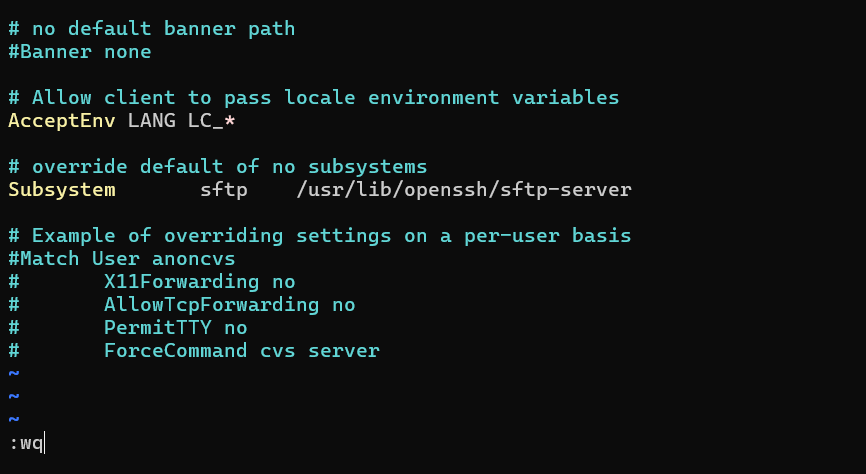 # no default banner path
#Banner none
# Allow client to pass locale environment variables
AcceptEnv LANG LC_*
# override default of no subsystems
Subsystem       sftp    /usr/lib/openssh/sftp-server
# Example of overriding settings on a per-user basis
#Match User anoncvs
#       X11Forwarding no
#       AllowTcpForwarding no
#       PermitTTY no
#       ForceCommand cvs server
~
~
~
:wq